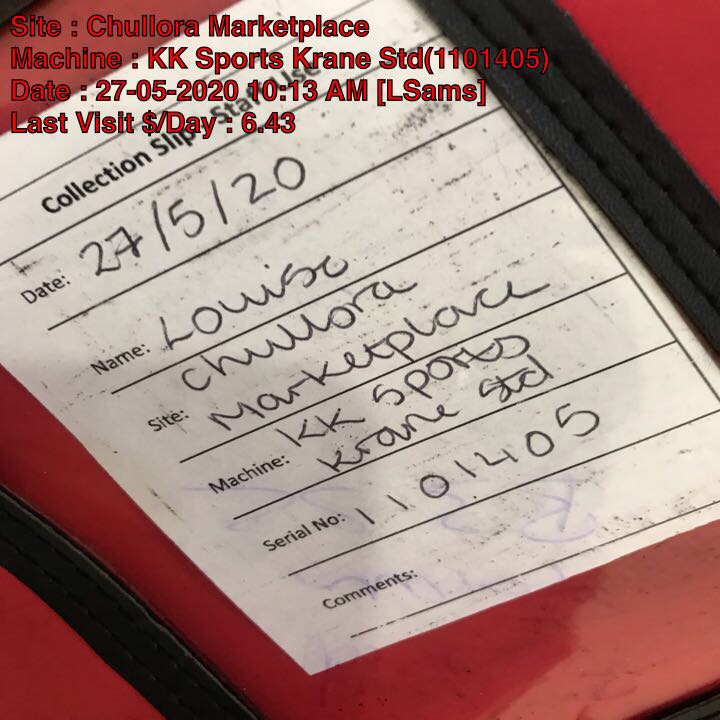 Site : Chullora Marketplace
Machine : KK Sports Krane Std(1101405)
Date : 27-05-2020 10:13 AM [LSams]
Last Visit $/Day : 6.43
Collection Slip - Staff Use
Date: 27/5/20
Name: Louise
Chullora
Site: Marketplace
KK Sports
Machine: Krane Std
Serial No: 1101405
Comments: